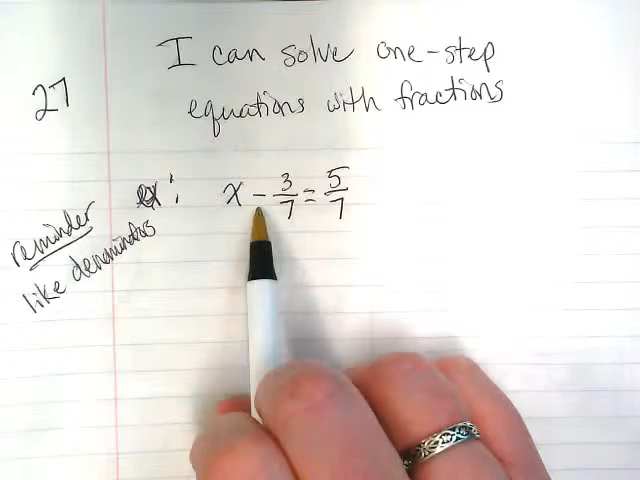 I can solve one-step
27
equations with fractions
ex: x - 3/7 = 5/7
reminder
like denominators